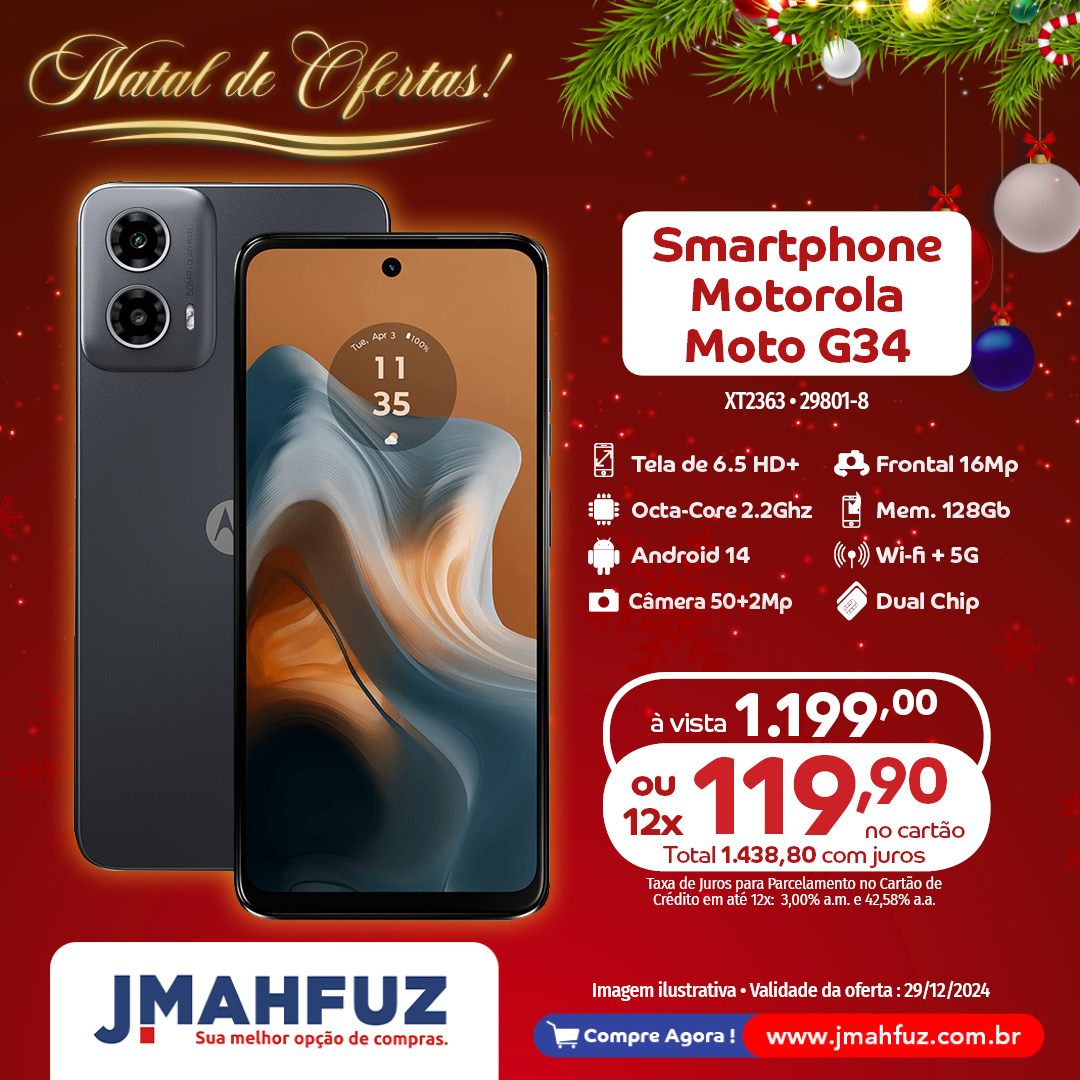 Natal de Ofertas!
50MP QUAD PIXEL
Tue, Apr 3 100%
11
35
Smartphone
Motorola
Moto G34
XT2363 • 29801-8
Tela de 6.5 HD+
Frontal 16Mp
Octa-Core 2.2Ghz
Mem. 128Gb
Android 14
Wi-fi + 5G
Câmera 50+2Mp
Dual Chip
à vista 1.199,00
ou
12x 119,90
no cartão
Total 1.438,80 com juros
Taxa de Juros para Parcelamento no Cartão de
Crédito em até 12x: 3,00% a.m. e 42,58% a.a.
JMAHFUZ
Sua melhor opção de compras.
Imagem ilustrativa • Validade da oferta : 29/12/2024
Compre Agora !
www.jmahfuz.com.br